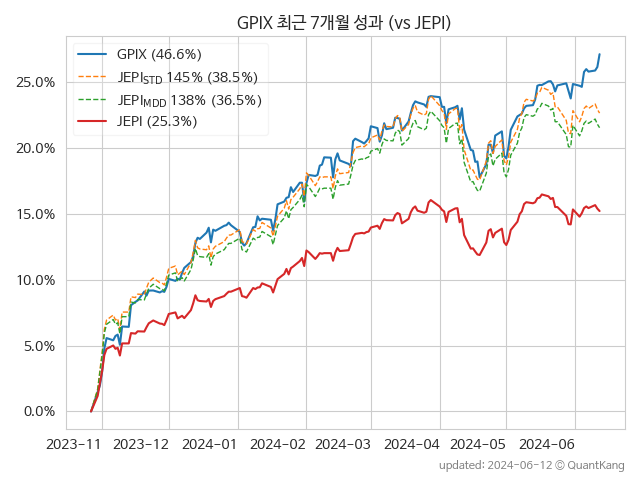 GPIX 최근 7개월 성과 (vs JEPI)
GPIX (46.6%)
JEPI_STD 145% (38.5%)
JEPI_MDD 138% (36.5%)
JEPI (25.3%)
25.0%
20.0%
15.0%
10.0%
5.0%
0.0%
2023-11 2023-12 2024-01 2024-02 2024-03 2024-04 2024-05 2024-06
updated: 2024-06-12 © QuantKang